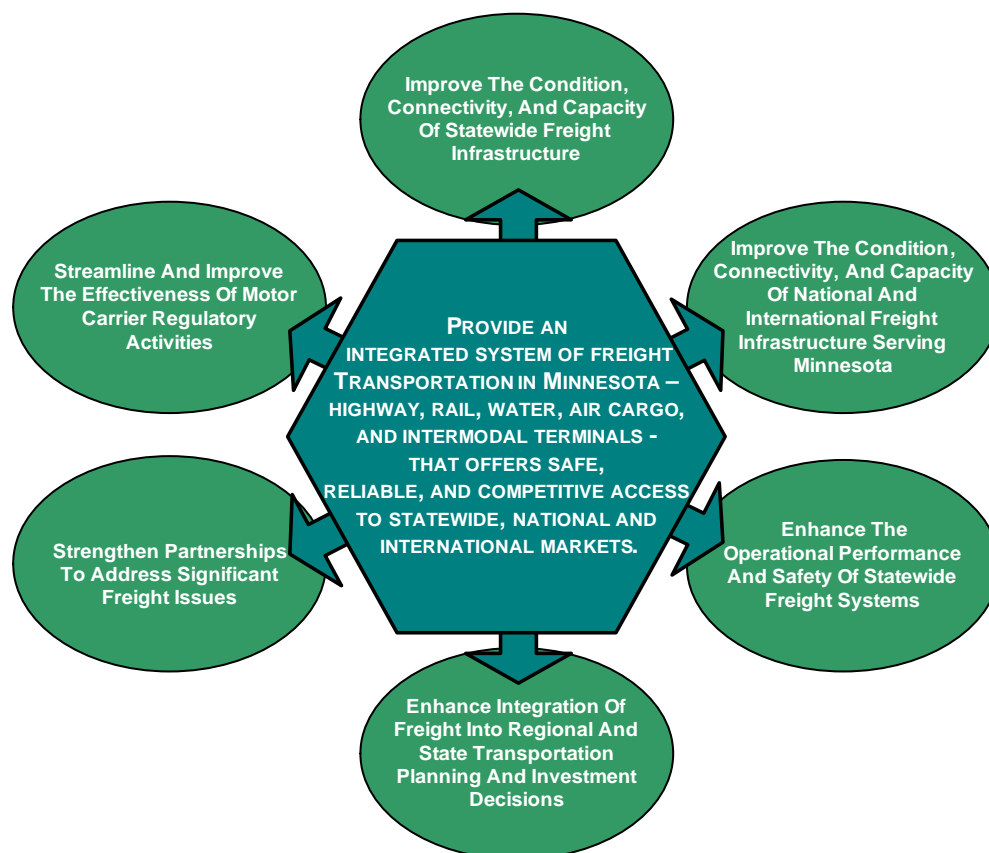 Improve The Condition,
Connectivity, And Capacity
Of Statewide Freight
Infrastructure
Improve The Condition,
Connectivity, And Capacity
Of National And
International Freight
Infrastructure Serving
Minnesota
Enhance The
Operational Performance
And Safety Of Statewide
Freight Systems
Enhance Integration Of
Freight Into Regional And
State Transportation
Planning And Investment
Decisions
Strengthen Partnerships
To Address Significant
Freight Issues
Streamline And Improve
The Effectiveness Of Motor
Carrier Regulatory
Activities
PROVIDE AN
INTEGRATED SYSTEM OF FREIGHT
TRANSPORTATION IN MINNESOTA –
HIGHWAY, RAIL, WATER, AIR CARGO,
AND INTERMODAL TERMINALS -
THAT OFFERS SAFE,
RELIABLE, AND COMPETITIVE ACCESS
TO STATEWIDE, NATIONAL AND
INTERNATIONAL MARKETS.